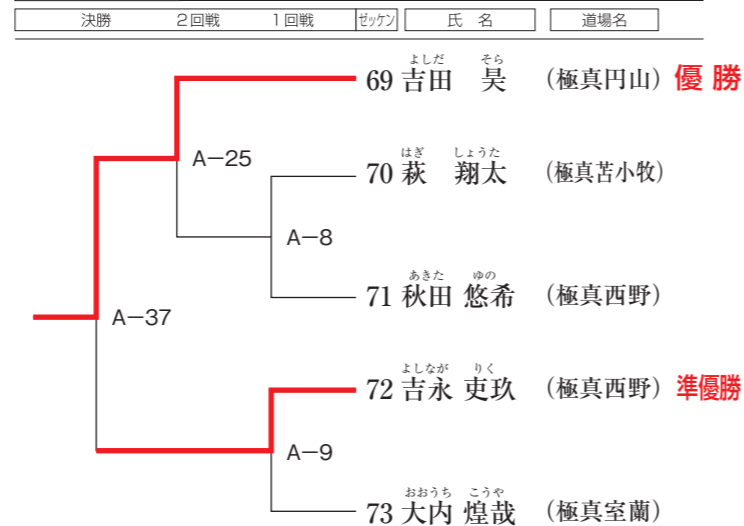 決勝 2回戦 1回戦 ゼッケン 氏 名 道場名
よしだ そら
69 吉田 昊 (極真円山) 優勝
A−25
はぎ しょうた
70 萩 翔太 (極真苫小牧)
A−8
あきた ゆの
71 秋田 悠希 (極真西野)
A−37
よしなが りく
72 吉永 吏玖 (極真西野) 準優勝
A−9
おおうち こうや
73 大内 煌哉 (極真室蘭)